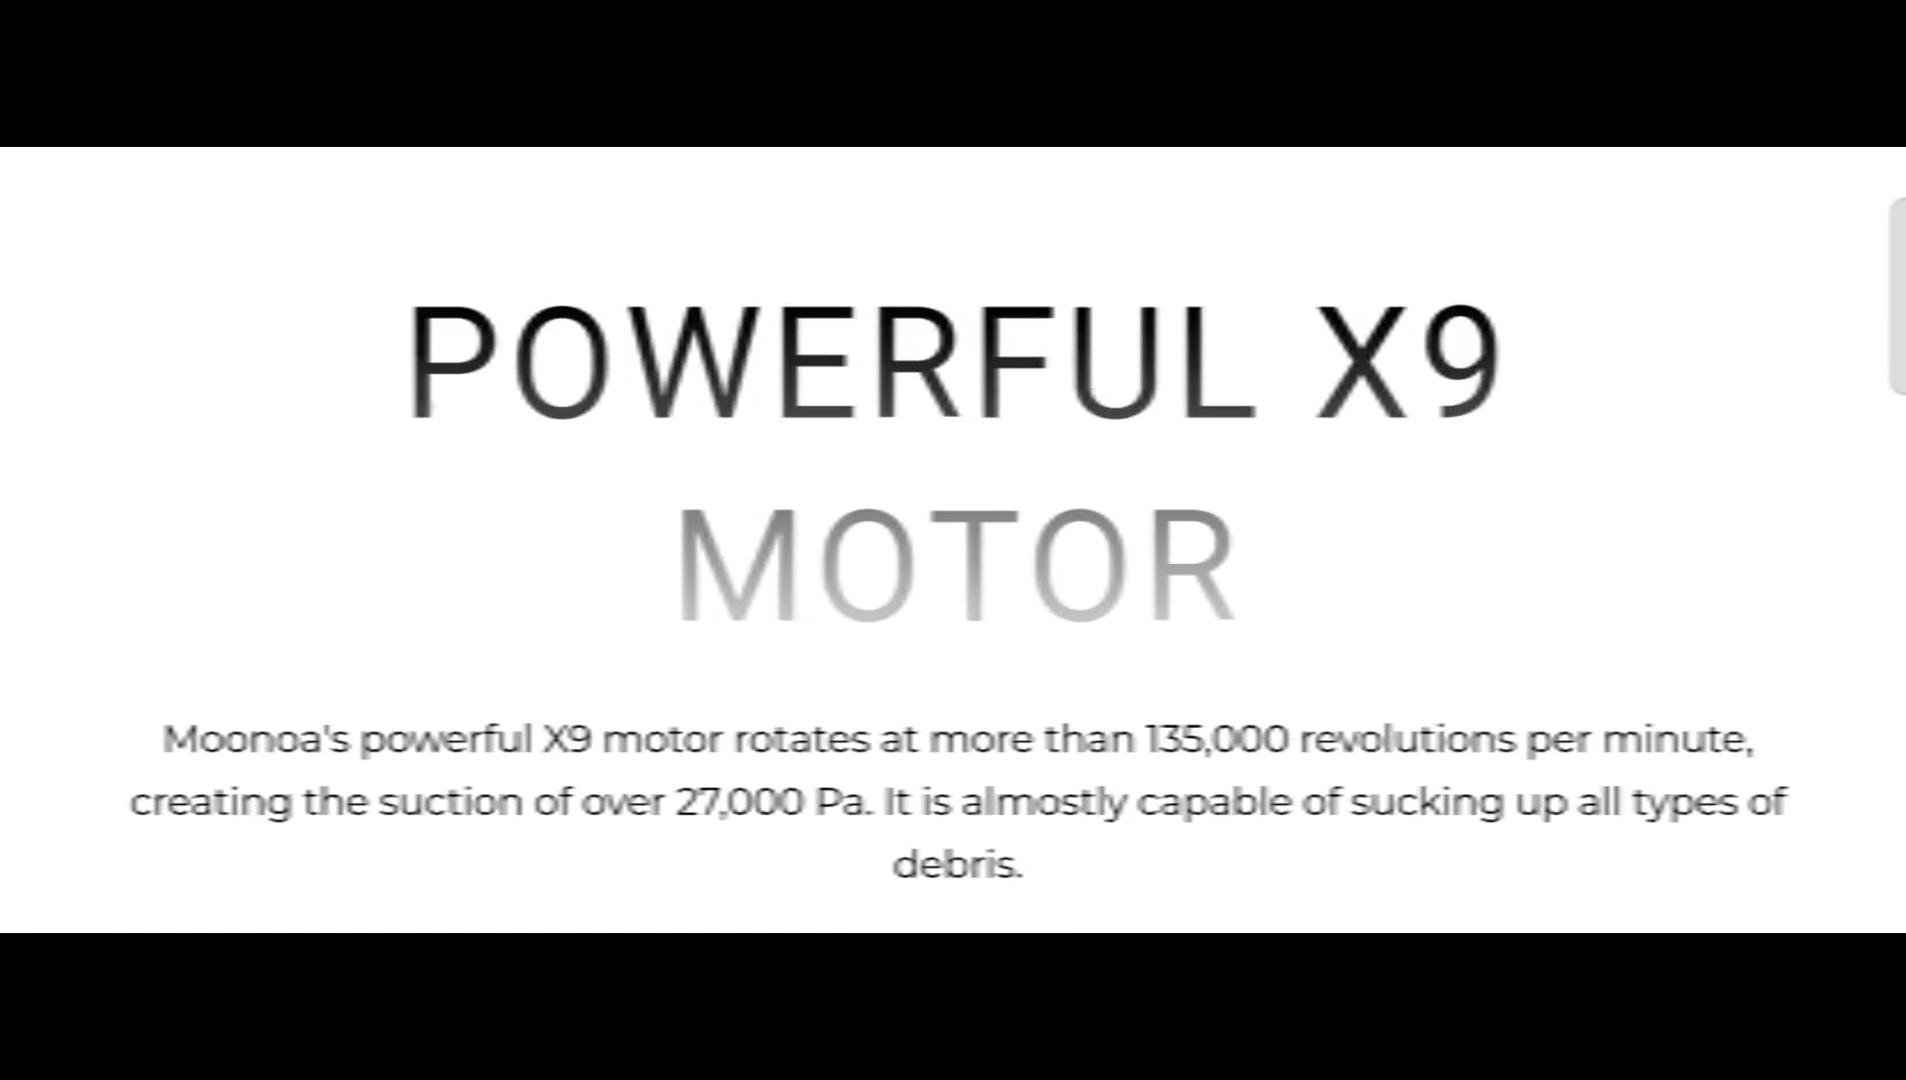 POWERFUL X9
MOTOR
Moonoa's powerful X9 motor rotates at more than 135,000 revolutions per minute,
creating the suction of over 27,000 Pa. It is almostly capable of sucking up all types of
debris.